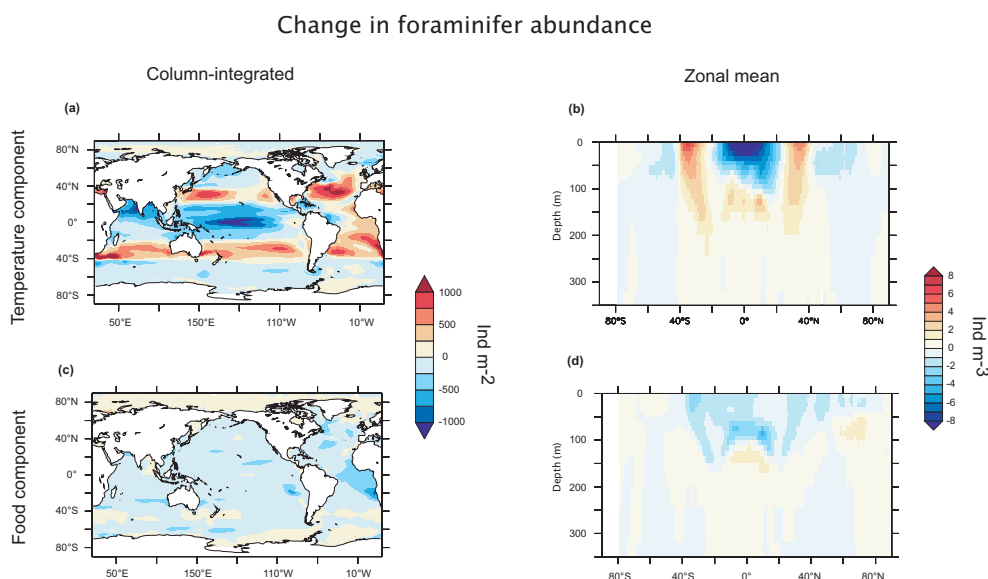 Change in foraminifer abundance
Column-integrated
Zonal mean
Temperature component
(a)
80°N
40°N
0°
40°S
80°S
50°E 150°E 110°W 10°W
(b)
Depth (m)
0
100
200
300
80°S 40°S 0° 40°N 80°N
1000
500
0
-500
-1000
Ind m-2
8
6
4
2
0
-2
-4
-6
-8
Ind m-3
Food component
(c)
80°N
40°N
0°
40°S
80°S
50°E 150°E 110°W 10°W
(d)
Depth (m)
0
100
200
300
80°S 40°S 0° 40°N 80°N